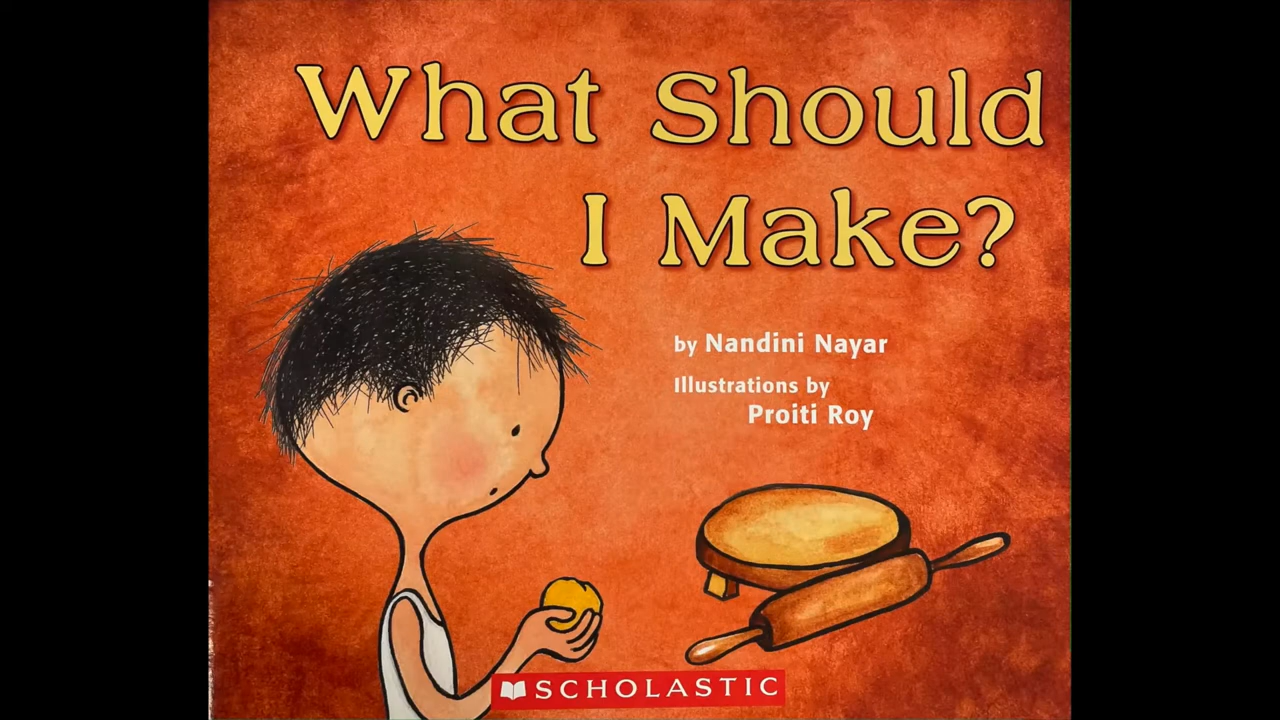 What Should
I Make?
by Nandini Nayar
Illustrations by
Proiti Roy
SCHOLASTIC